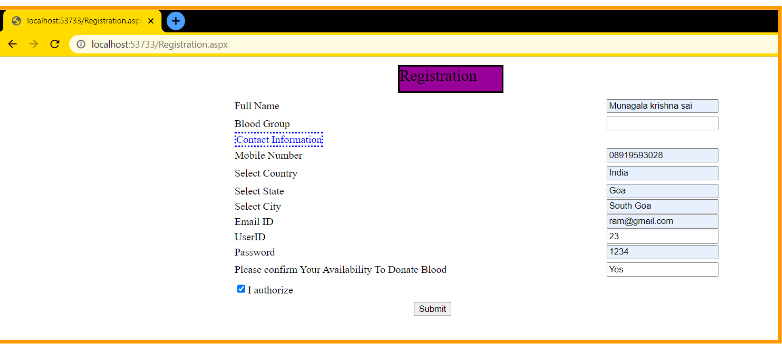 localhost:53733/Registration.asp
localhost:53733/Registration.aspx
Registration
Full Name Munagala krishna sai
Blood Group
Contact Information
Mobile Number 08919593028
Select Country India
Select State Goa
Select City South Goa
Email ID ram@gmail.com
UserID 23
Password 1234
Please confirm Your Availability To Donate Blood Yes
I authorize
Submit